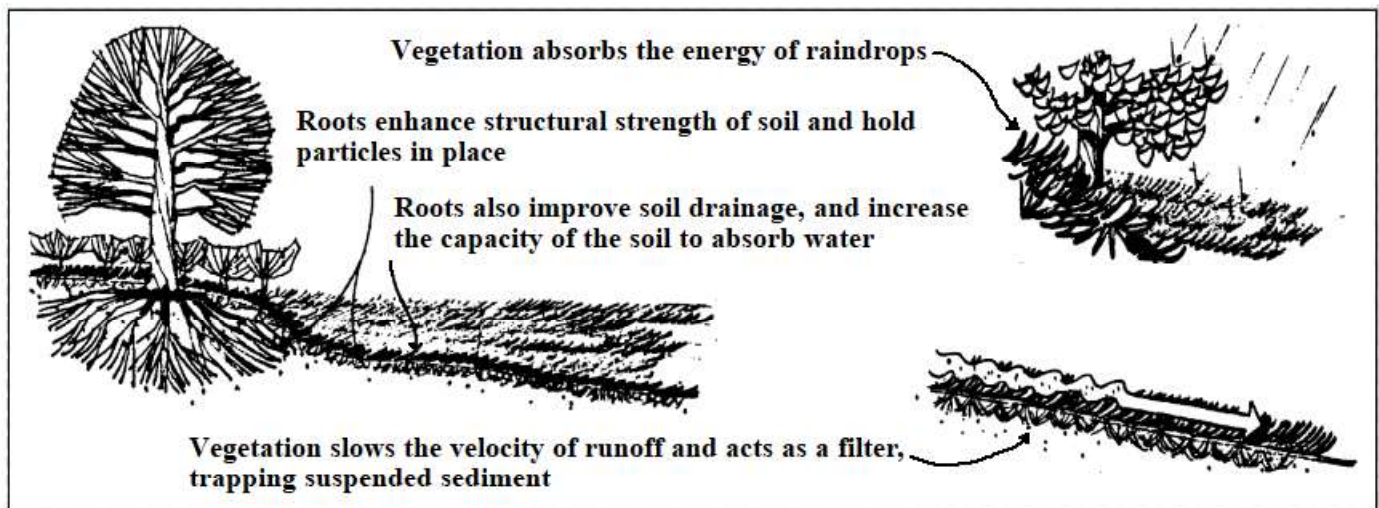 Vegetation absorbs the energy of raindrops
Roots enhance structural strength of soil and hold
particles in place
Roots also improve soil drainage, and increase
the capacity of the soil to absorb water
Vegetation slows the velocity of runoff and acts as a filter,
trapping suspended sediment